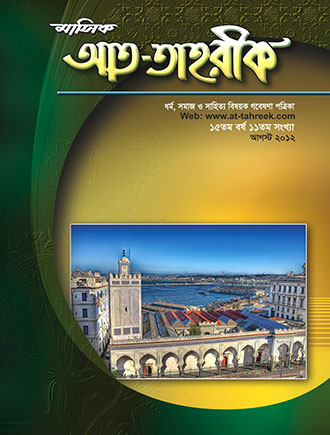 মাসিক
আত-তাহরীক
ধর্ম, সমাজ ও সাহিত্য বিষয়ক গবেষণা পত্রিকা
Web: www.at-tahreek.com
১৫তম বর্ষ ১১তম সংখ্যা
আগস্ট ২০১২